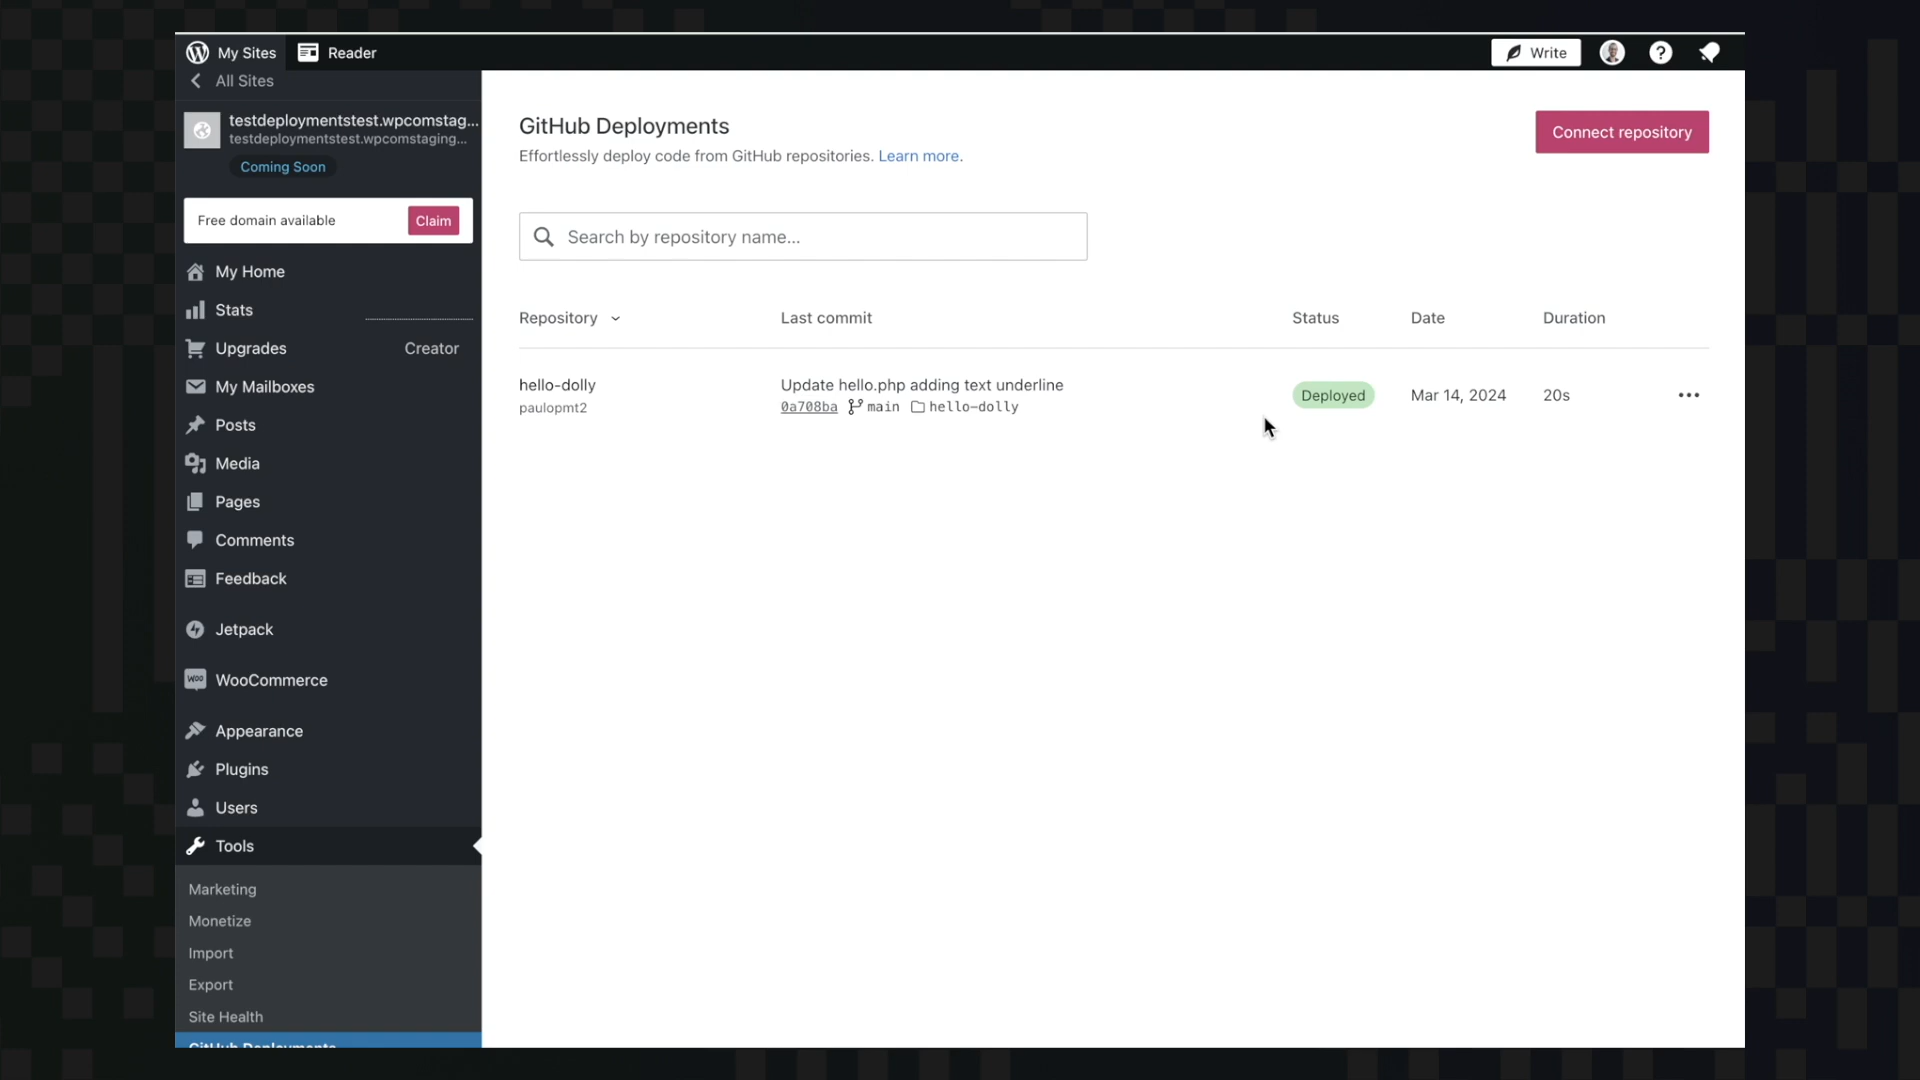 My Sites
Reader
Write
All Sites
testdeploymentstest.wpcomstag...
testdeploymentstest.wpcomstaging...
Coming Soon
Free domain available
Claim
My Home
Stats
Upgrades
Creator
My Mailboxes
Posts
Media
Pages
Comments
Feedback
Jetpack
WOO
WooCommerce
Appearance
Plugins
Users
Tools
Marketing
Monetize
Import
Export
Site Health
GitHub Deployments
GitHub Deployments
Effortlessly deploy code from GitHub repositories. Learn more.
Connect repository
Search by repository name...
Repository
Last commit
Status
Date
Duration
hello-dolly
paulopmt2
Update hello.php adding text underline
0a708ba main hello-dolly
Deployed
Mar 14, 2024
20s